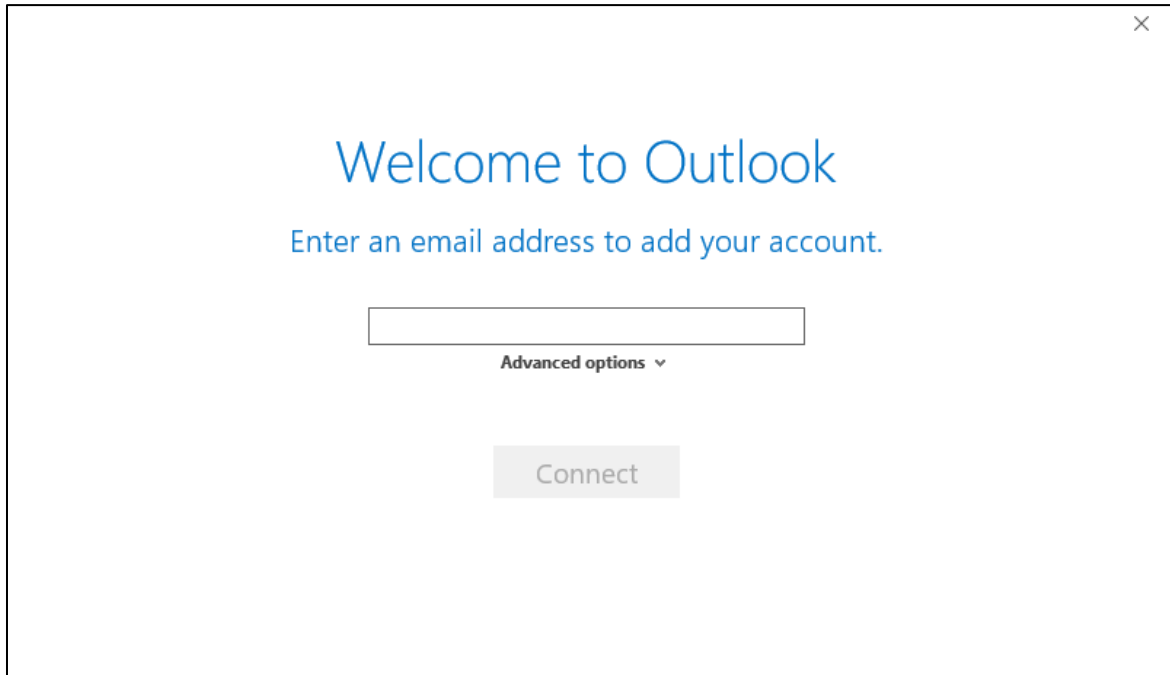 Welcome to Outlook
Enter an email address to add your account.
Advanced options
Connect